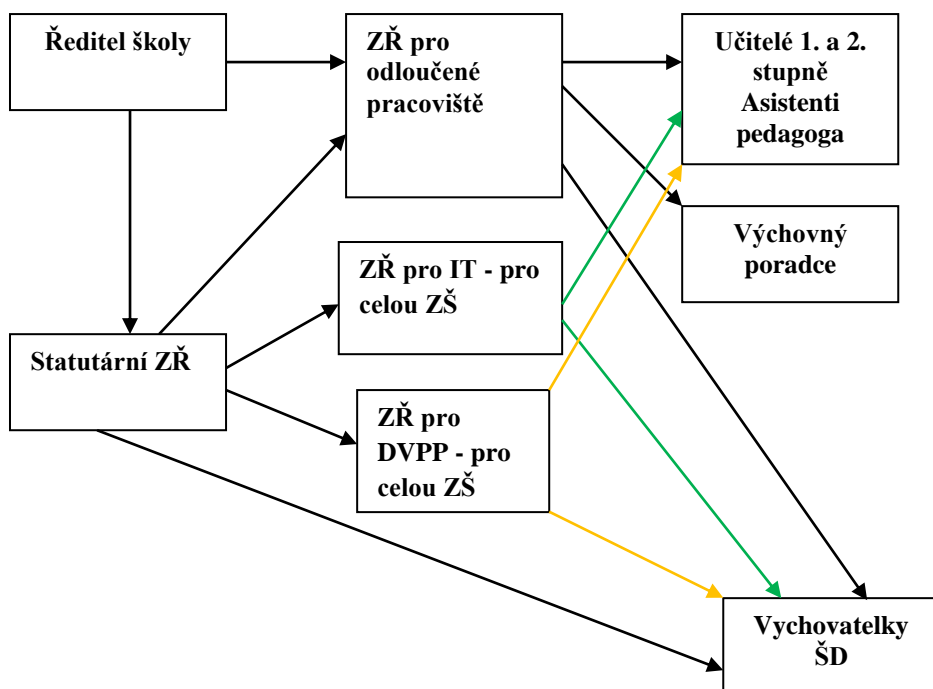 Ředitel školy
ZŘ pro
odloučené
pracoviště
Učitelé 1. a 2.
stupně
Asistenti
pedagoga
Výchovný
poradce
ZŘ pro IT - pro
celou ZŠ
Statutární ZŘ
ZŘ pro
DVPP - pro
celou ZŠ
Vychovatelky
ŠD